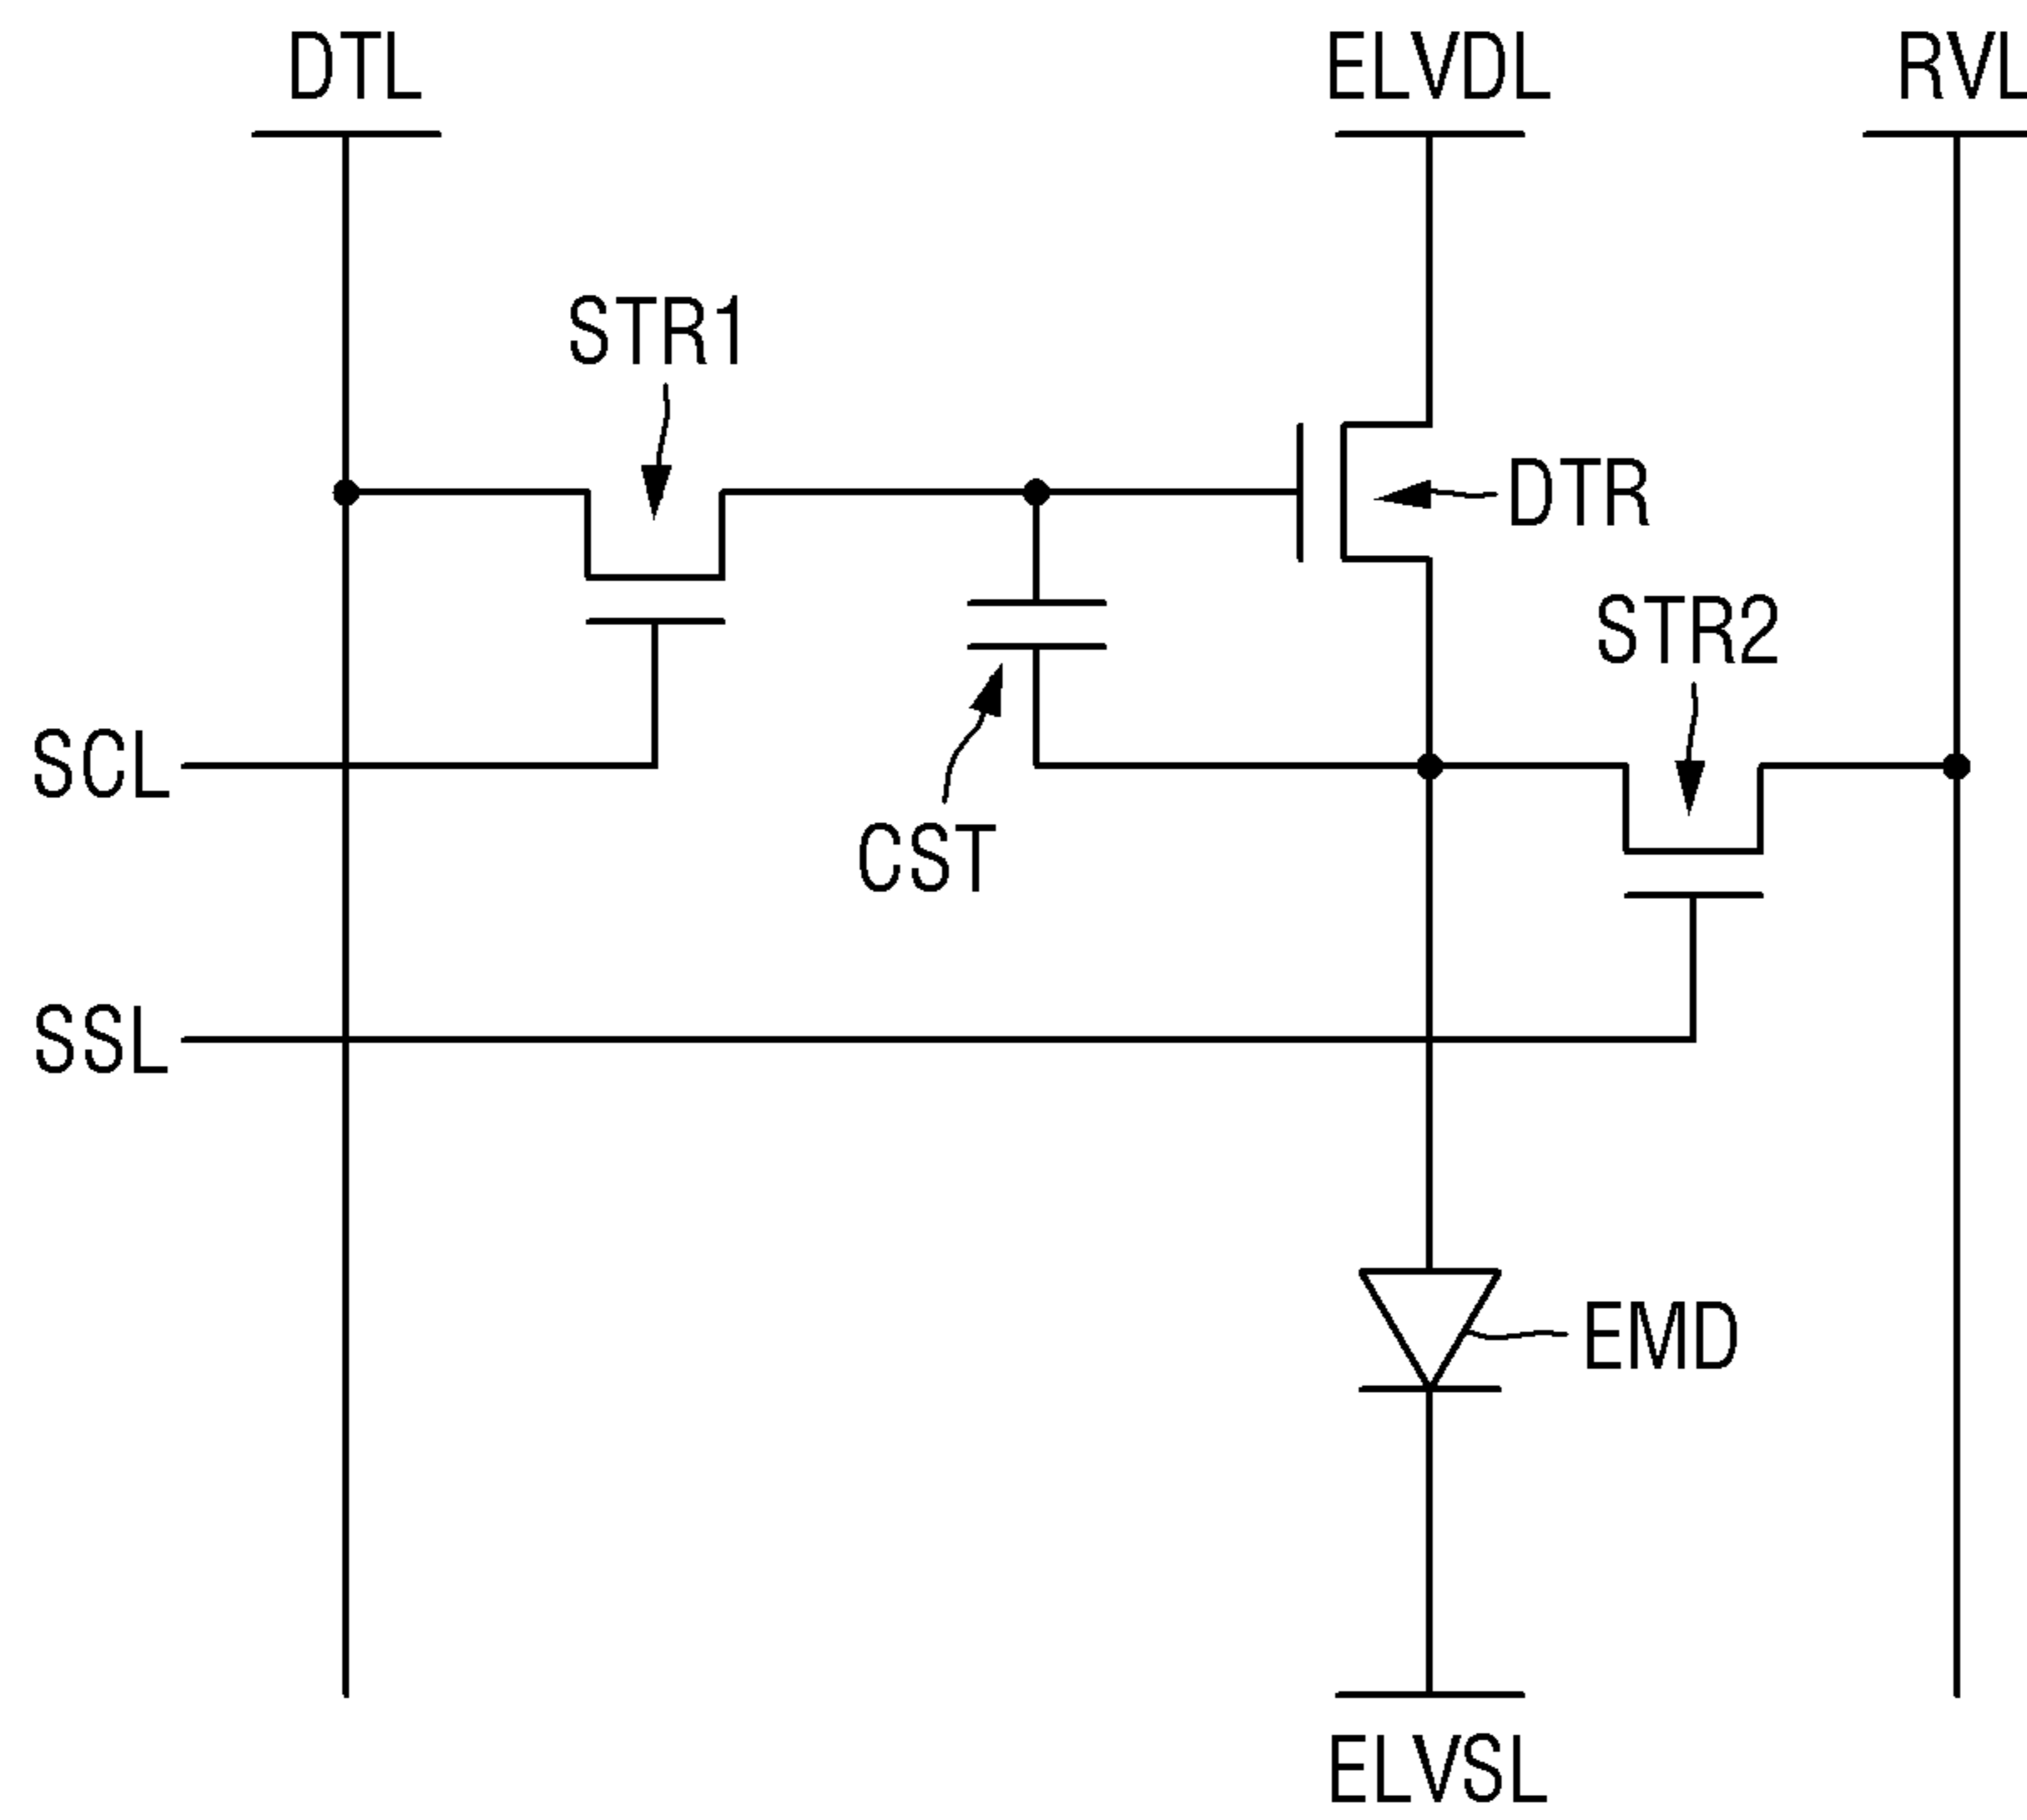 DTL
ELVDL
RVL
STR1
DTR
STR2
SCL
CST
SSL
EMD
ELVSL